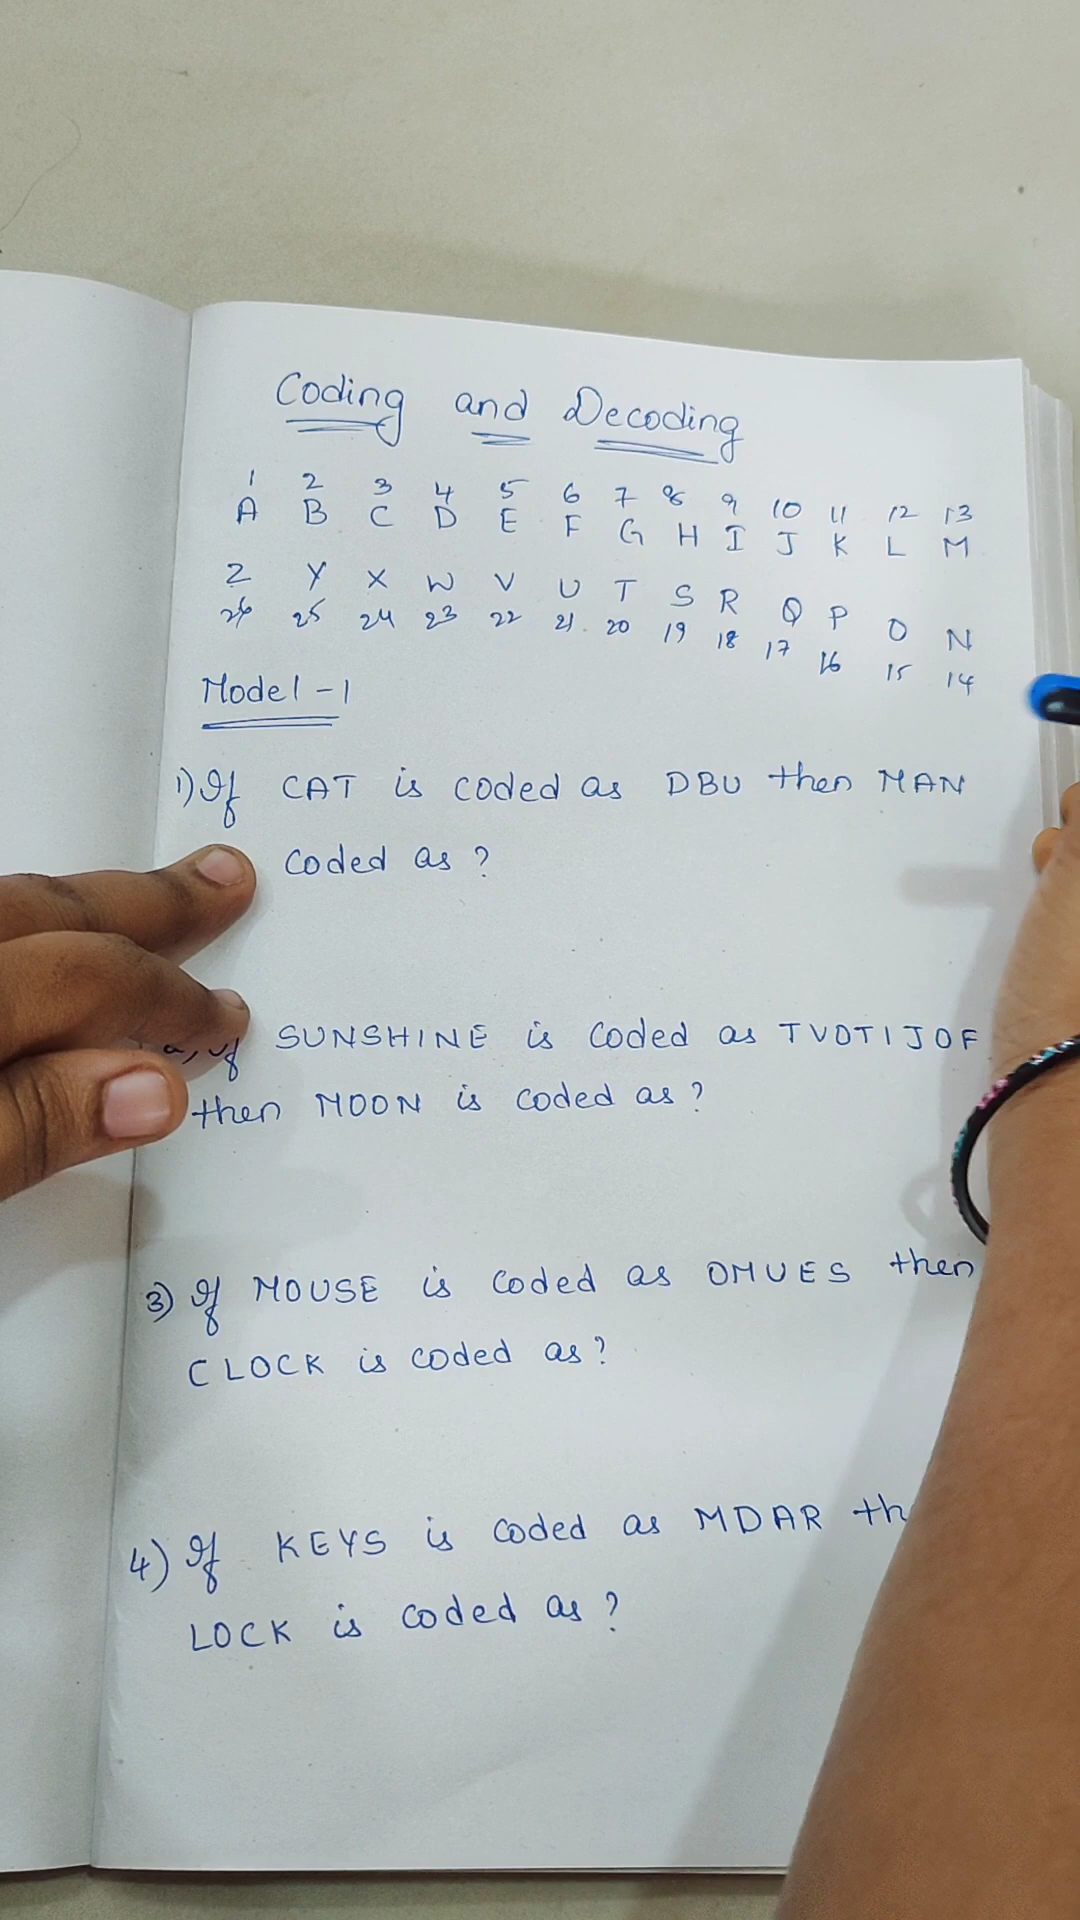 Coding and Decoding
1 2 3 4 5 6 7 8 9 10 11 12 13
A B C D E F G H I J K L M
Z Y X W V U T S R Q P O N
26 25 24 23 22 21. 20 19 18 17 16 15 14
Model-1
1) If CAT is coded as DBU then MAN
coded as ?
If SUNSHINE is coded as TVOTIJOF
then MOON is coded as ?
3) If MOUSE is coded as OMUES then
CLOCK is coded as ?
4) If KEYS is coded as MDAR
LOCK is coded as ?